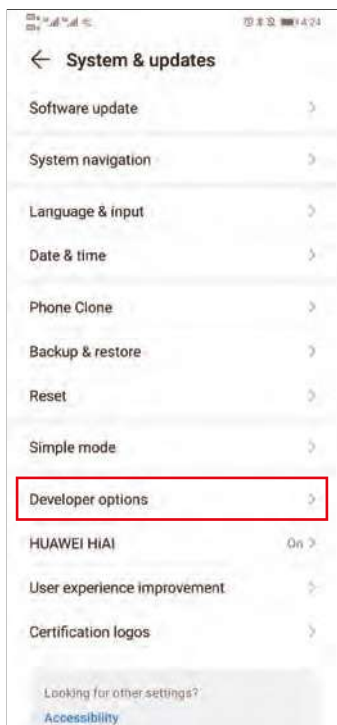 4:24
System & updates
Software update
System navigation
Language & input
Date & time
Phone Clone
Backup & restore
Reset
Simple mode
Developer options
HUAWEI HiAI On
User experience improvement
Certification logos
Looking for other settings?
Accessibility